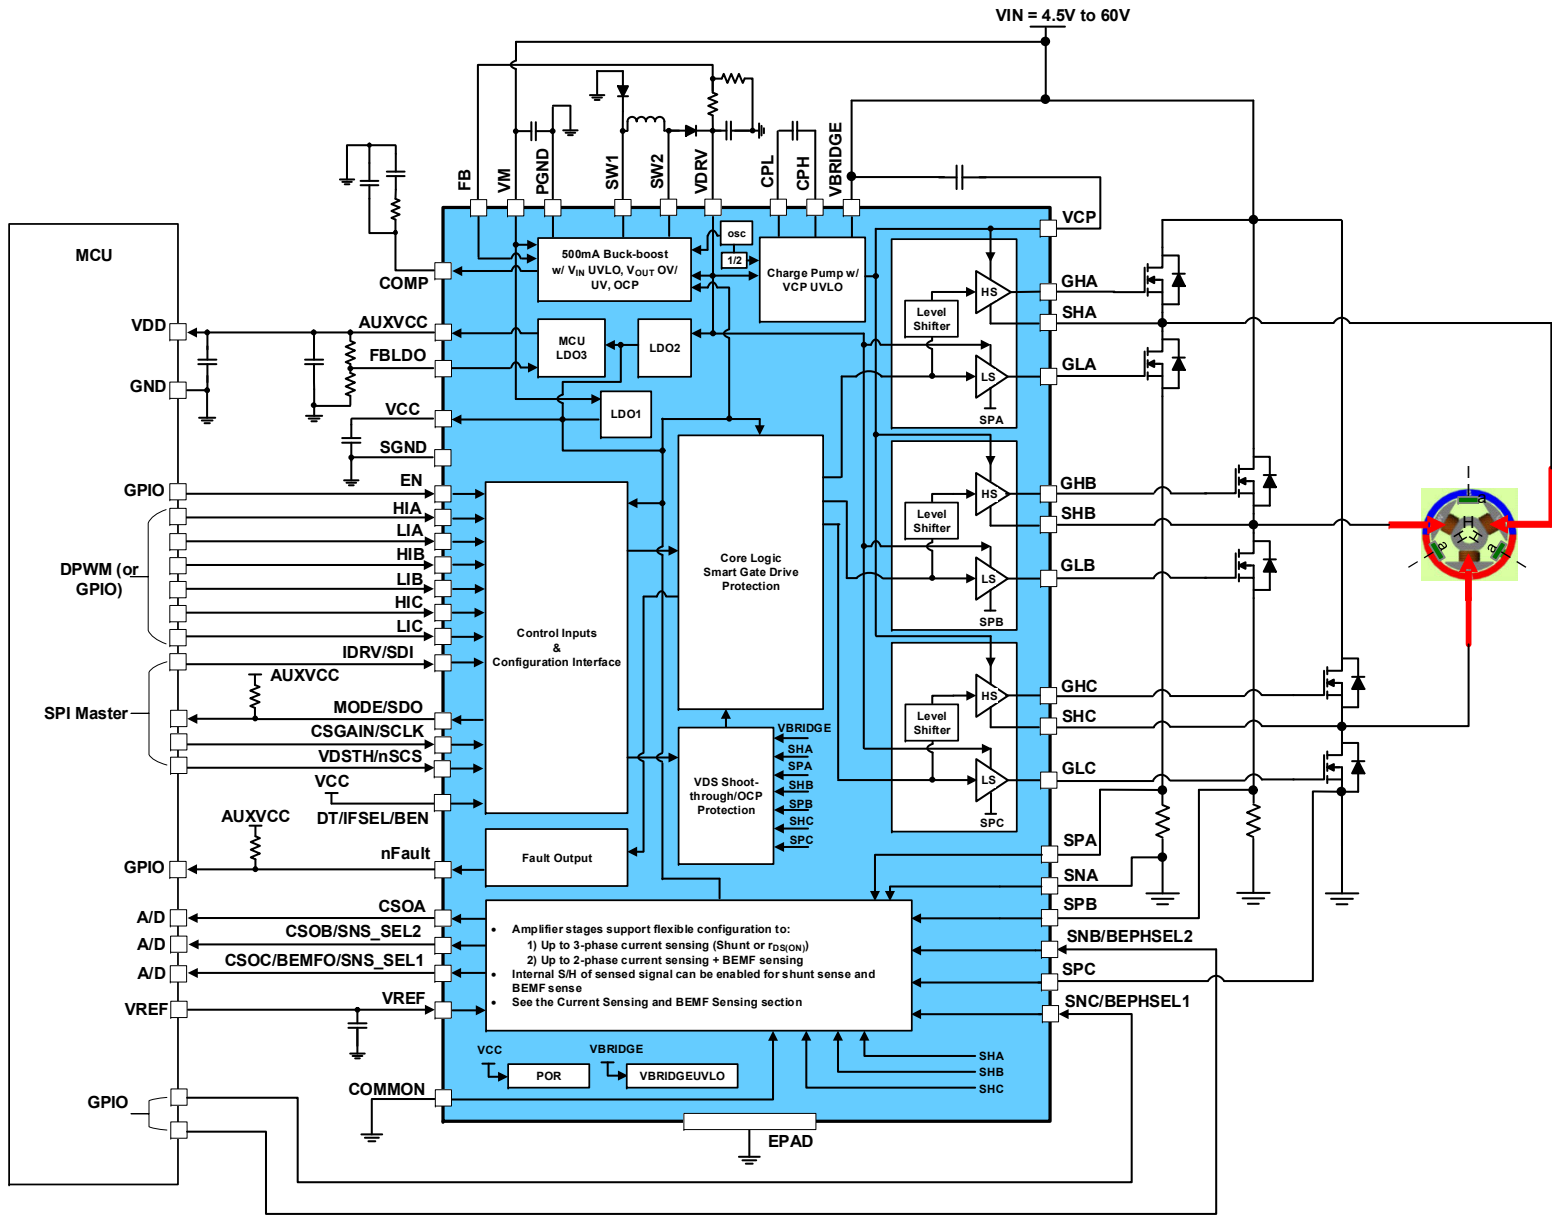 VIN = 4.5V to 60V
FB
VM
PGND
SW1
SW2
VDRV
CPL
CPH
VBRIDGE
MCU
VCP
osc
1/2
500mA Buck-boost
w/ VIN UVLO, VOUT OV/
UV, OCP
Charge Pump w/
VCP UVLO
COMP
HS
GHA
Level
Shifter
SHA
VDD
AUXVCC
MCU
LDO3
LDO2
FBLDO
GLA
LS
GND
LDO1
VCC
SPA
SGND
EN
GPIO
HIA
LIA
HIB
LIB
HIC
LIC
DPWM (or
GPIO)
Control Inputs
&
Configuration Interface
Core Logic
Smart Gate Drive
Protection
HS
GHB
Level
Shifter
SHB
LS
GLB
SPB
H
H
H
a
a
a
IDRV/SDI
AUXVCC
SPI Master
MODE/SDO
CSGAIN/SCLK
VDSTH/nSCS
VCC
DT/IFSEL/BEN
HS
GHC
Level
Shifter
SHC
LS
GLC
SPC
VDS Shoot-
through/OCP
Protection
VBRIDGE
SHA
SPA
SHB
SPB
SHC
SPC
AUXVCC
GPIO
nFault
Fault Output
SPA
SNA
SPB
SNB/BEPHSEL2
SPC
SNC/BEPHSEL1
A/D
CSOA
A/D
CSOB/SNS_SEL2
A/D
CSOC/BEMFO/SNS_SEL1
VREF
VREF
• Amplifier stages support flexible configuration to:
1) Up to 3-phase current sensing (Shunt or rDS(ON))
2) Up to 2-phase current sensing + BEMF sensing
• Internal S/H of sensed signal can be enabled for shunt sense and
BEMF sense
• See the Current Sensing and BEMF Sensing section
VCC
POR
VBRIDGE
VBRIDGEUVLO
SHA
SHB
SHC
COMMON
GPIO
EPAD